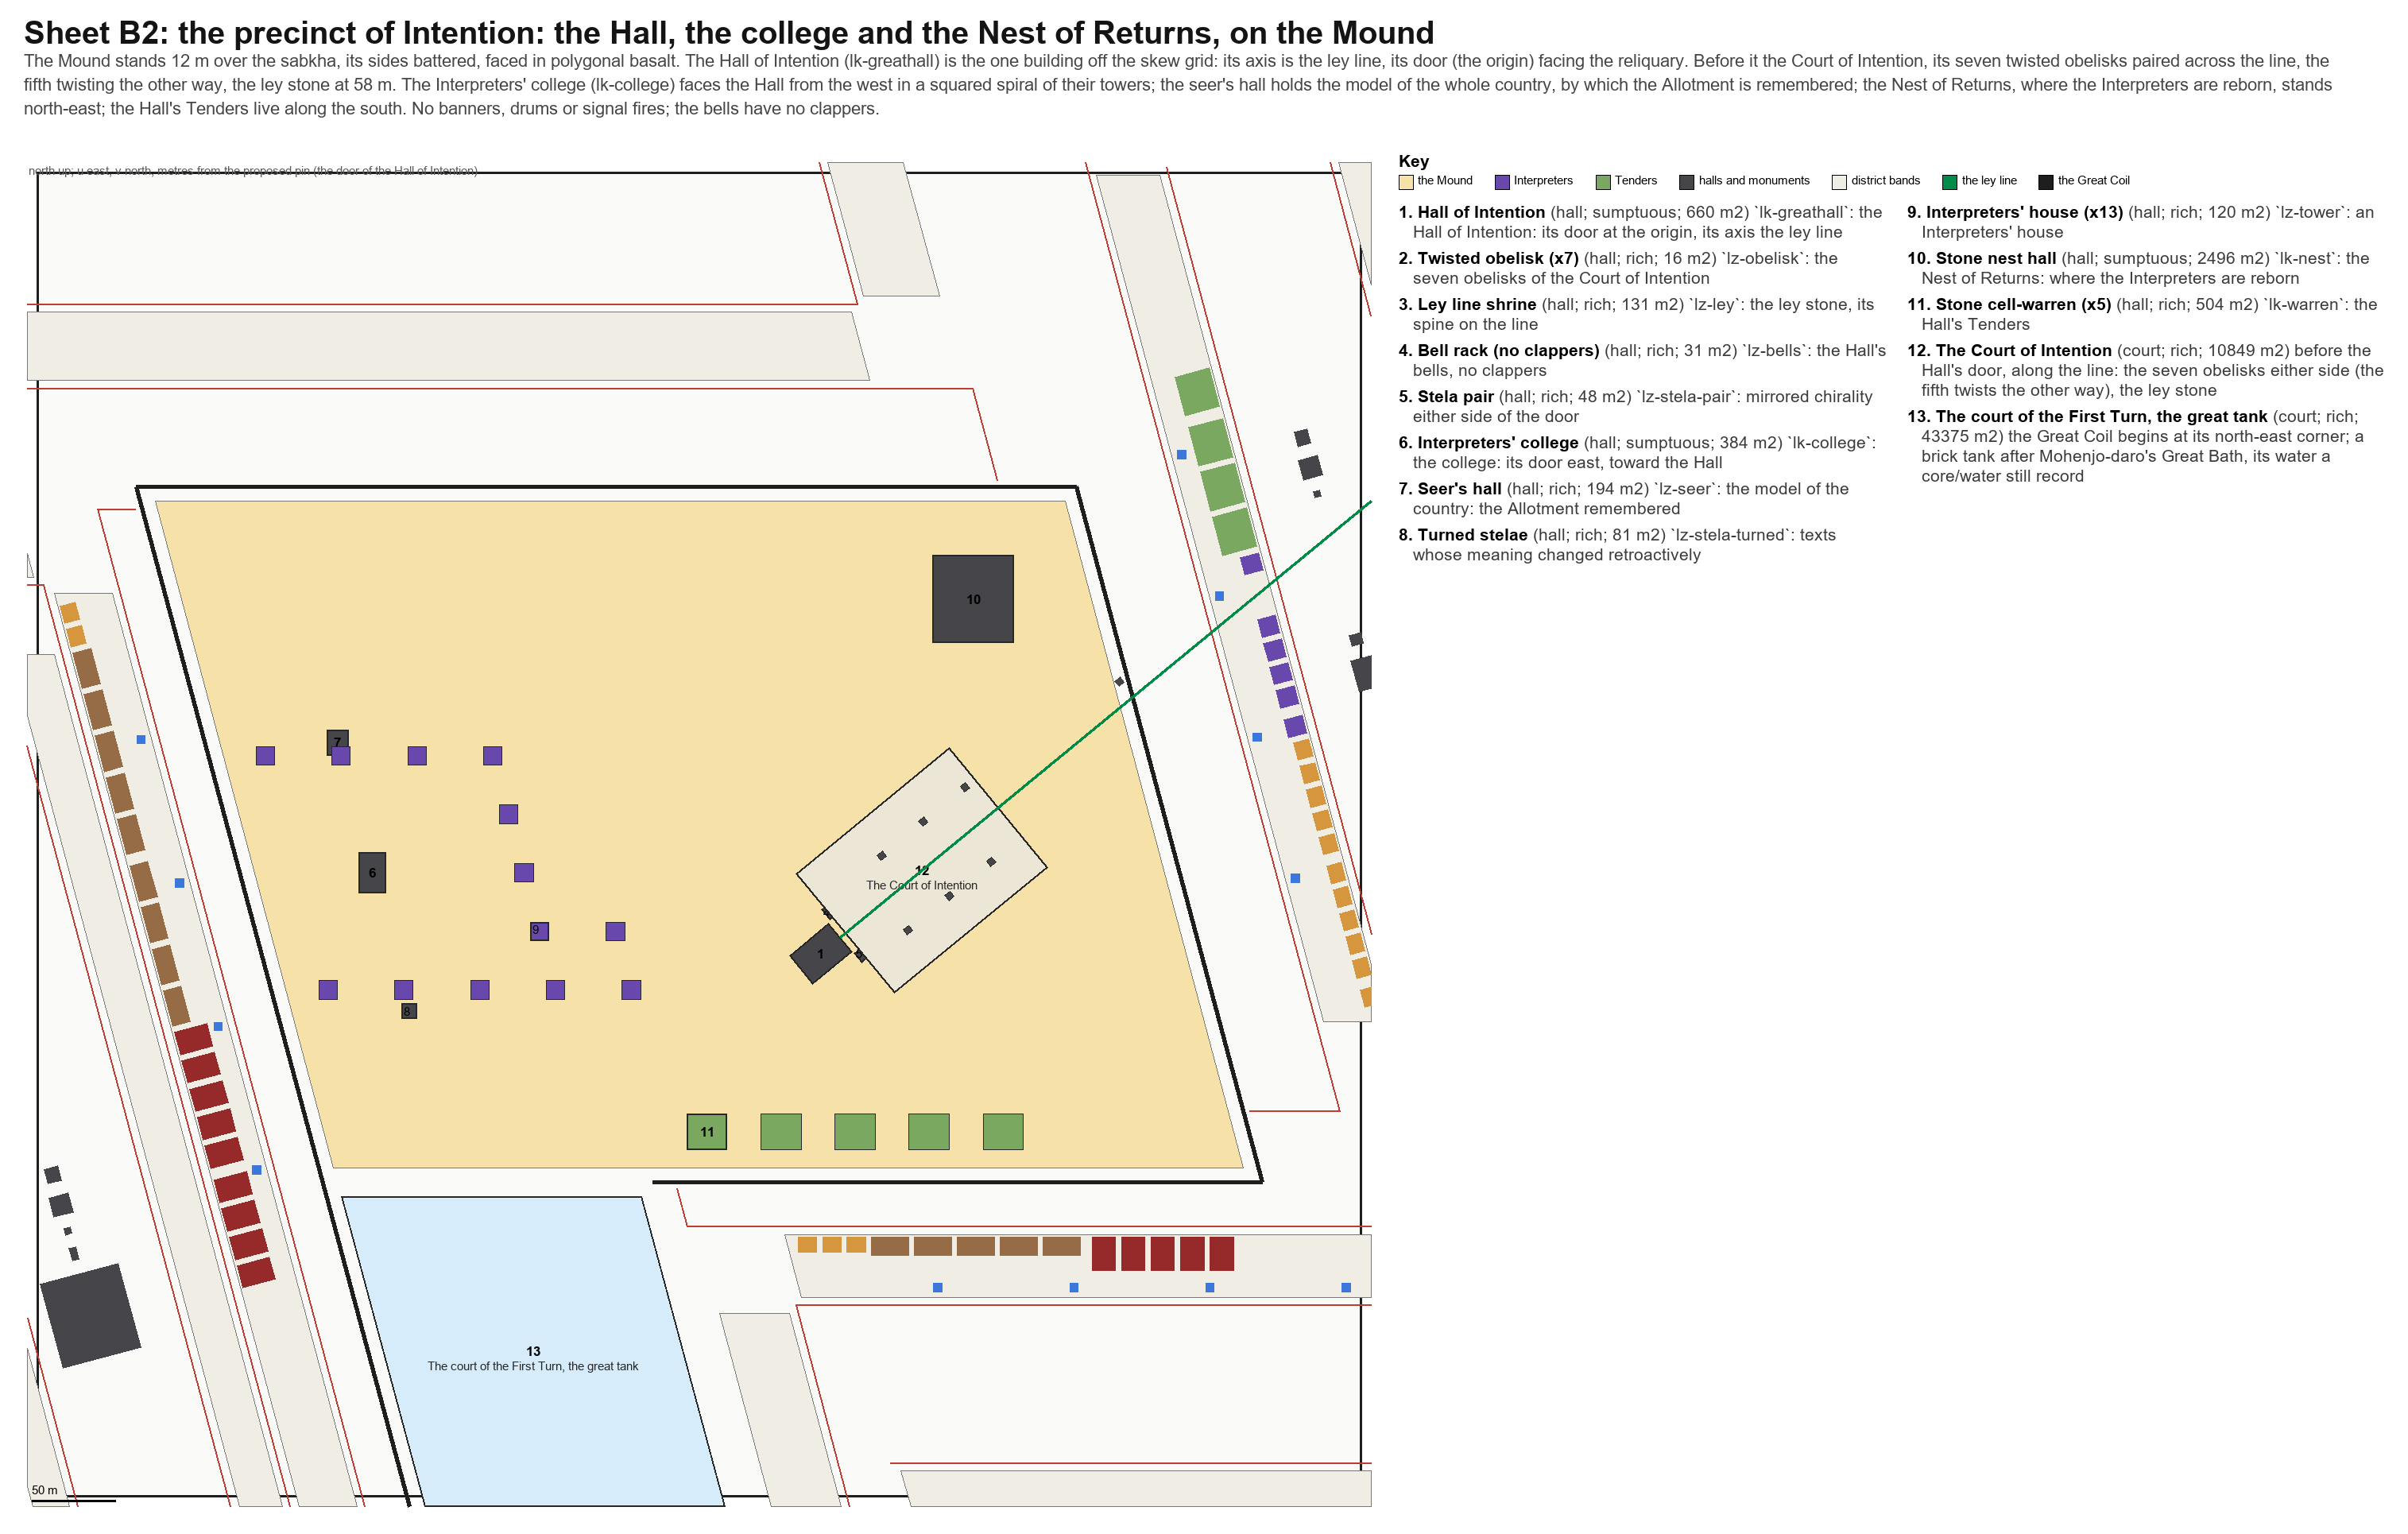 Sheet B2: the precinct of Intention: the Hall, the college and the Nest of Returns, on the Mound
The Mound stands 12 m over the sabkha, its sides battered, faced in polygonal basalt. The Hall of Intention (lk-greathall) is the one building off the skew grid: its axis is the ley line, its door (the origin) facing the reliquary. Before it the Court of Intention, its seven twisted obelisks paired across the line, the
fifth twisting the other way, the ley stone at 58 m. The Interpreters' college (lk-college) faces the Hall from the west in a squared spiral of their towers; the seer's hall holds the model of the whole country, by which the Allotment is remembered; the Nest of Returns, where the Interpreters are reborn, stands
north-east; the Hall's Tenders live along the south. No banners, drums or signal fires; the bells have no clappers.
north up; u east, v north, metres from the proposed pin (the door of the Hall of Intention)
10
7
6
12
The Court of Intention
9
1
8
11
13
The court of the First Turn, the great tank
50 m
Key
the Mound
Interpreters
Tenders
halls and monuments
district bands
the ley line
the Great Coil
1. Hall of Intention (hall; sumptuous; 660 m2) `lk-greathall`: the
Hall of Intention: its door at the origin, its axis the ley line
2. Twisted obelisk (x7) (hall; rich; 16 m2) `lz-obelisk`: the
seven obelisks of the Court of Intention
3. Ley line shrine (hall; rich; 131 m2) `lz-ley`: the ley stone, its
spine on the line
4. Bell rack (no clappers) (hall; rich; 31 m2) `lz-bells`: the Hall's
bells, no clappers
5. Stela pair (hall; rich; 48 m2) `lz-stela-pair`: mirrored chirality
either side of the door
6. Interpreters' college (hall; sumptuous; 384 m2) `lk-college`:
the college: its door east, toward the Hall
7. Seer's hall (hall; rich; 194 m2) `lz-seer`: the model of the
country: the Allotment remembered
8. Turned stelae (hall; rich; 81 m2) `lz-stela-turned`: texts
whose meaning changed retroactively
9. Interpreters' house (x13) (hall; rich; 120 m2) `lz-tower`: an
Interpreters' house
10. Stone nest hall (hall; sumptuous; 2496 m2) `lk-nest`: the
Nest of Returns: where the Interpreters are reborn
11. Stone cell-warren (x5) (hall; rich; 504 m2) `lk-warren`: the
Hall's Tenders
12. The Court of Intention (court; rich; 10849 m2) before the
Hall's door, along the line: the seven obelisks either side (the
fifth twists the other way), the ley stone
13. The court of the First Turn, the great tank (court; rich;
43375 m2) the Great Coil begins at its north-east corner; a
brick tank after Mohenjo-daro's Great Bath, its water a
core/water still record